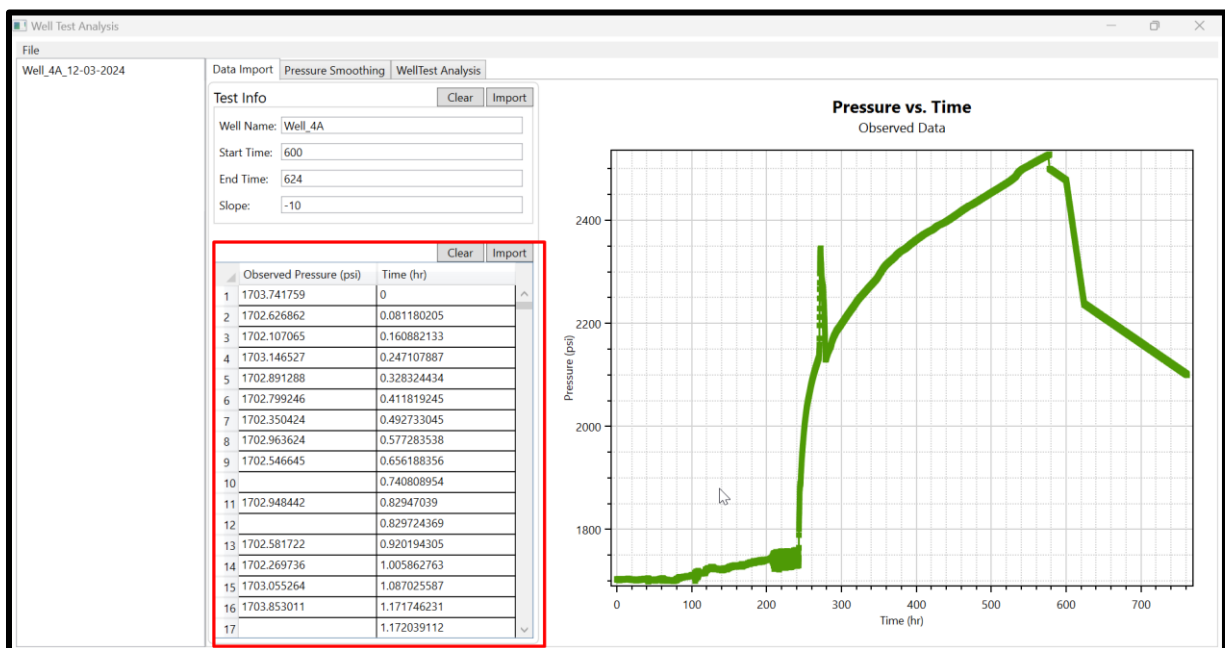 Well Test Analysis
File
Well_4A_12-03-2024
Data Import Pressure Smoothing WellTest Analysis
Test Info Clear Import
Well Name: Well_4A
Start Time: 600
End Time: 624
Slope: -10
Clear Import
Observed Pressure (psi) Time (hr)
1 1703.741759 0
2 1702.626862 0.081180205
3 1702.107065 0.160882133
4 1703.146527 0.247107887
5 1702.891288 0.328324434
6 1702.799246 0.411819245
7 1702.350424 0.492733045
8 1702.963624 0.577283538
9 1702.546645 0.656188356
10 0.740808954
11 1702.948442 0.82947039
12 0.829724369
13 1702.581722 0.920194305
14 1702.269736 1.005862763
15 1703.055264 1.087025587
16 1703.853011 1.171746231
17 1.172039112
Pressure vs. Time
Observed Data
Pressure (psi)
2400
2200
2000
1800
0 100 200 300 400 500 600 700
Time (hr)